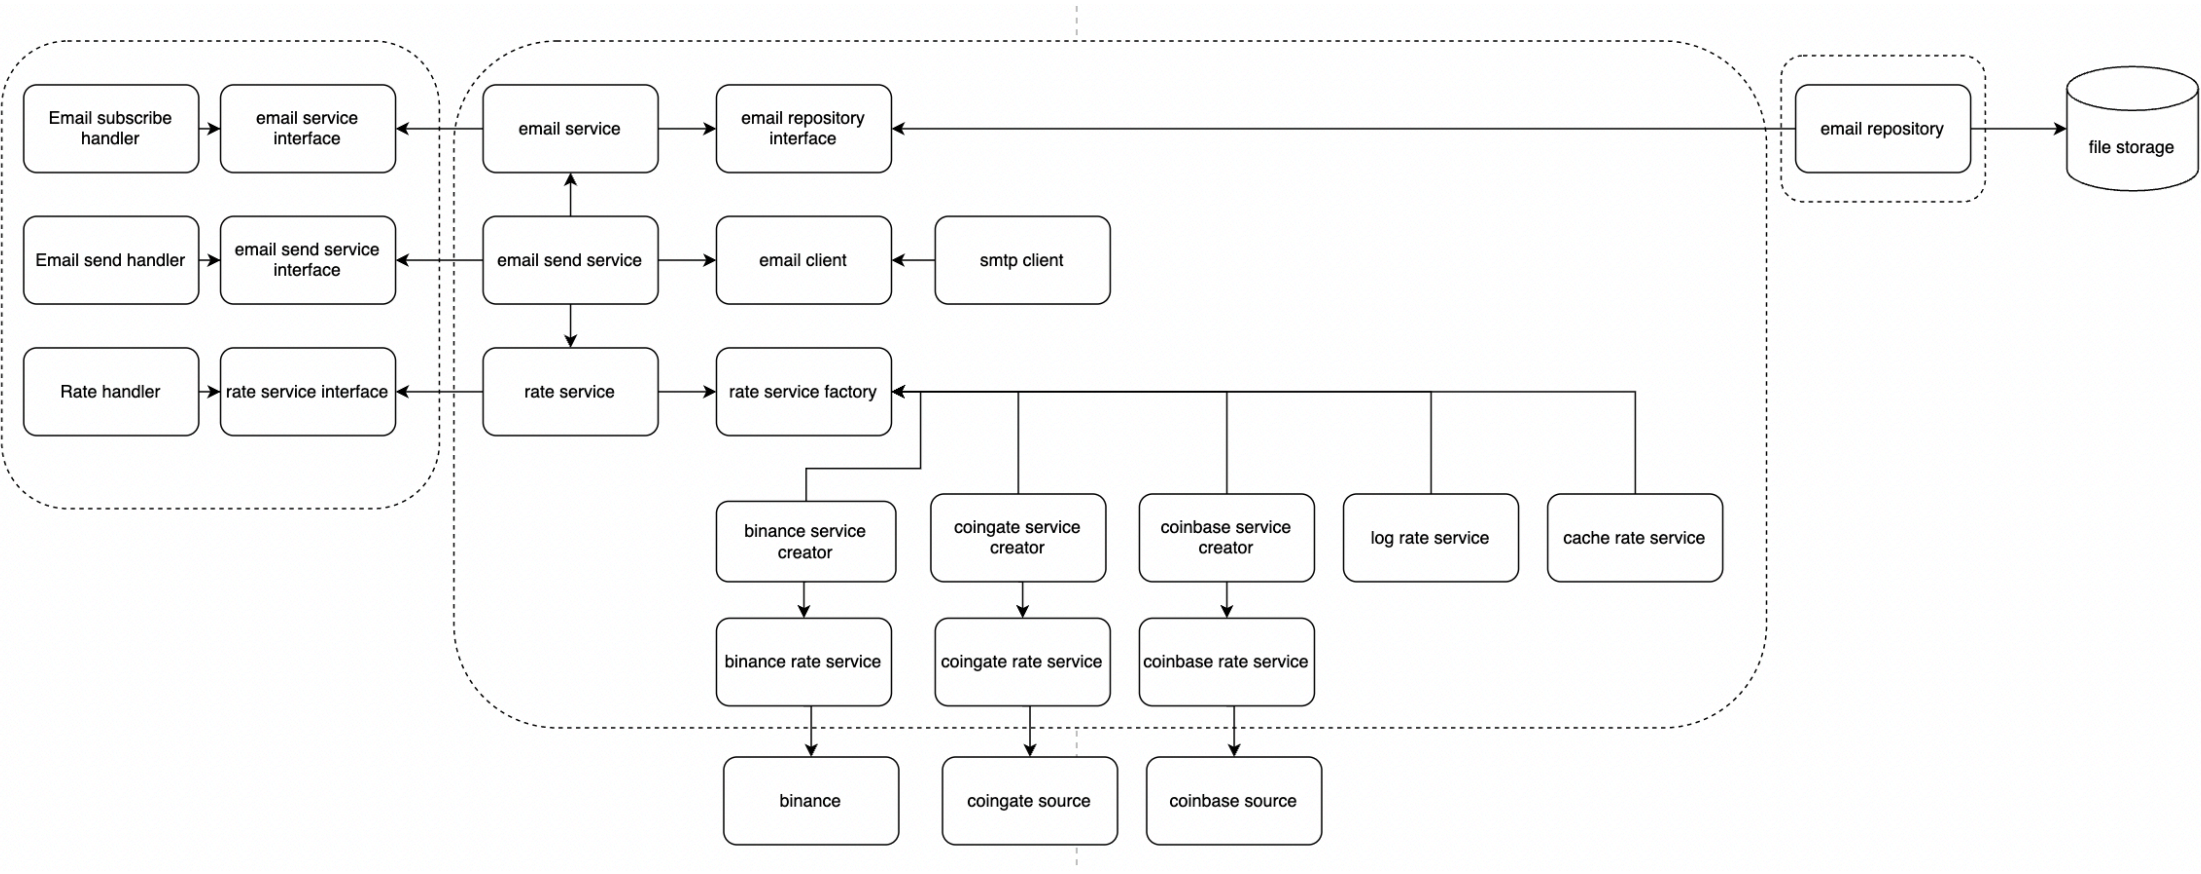 Email subscribe
handler
email service
interface
email service
email repository
interface
email repository
file storage
Email send handler
email send service
interface
email send service
email client
smtp client
Rate handler
rate service interface
rate service
rate service factory
binance service
creator
coingate service
creator
coinbase service
creator
log rate service
cache rate service
binance rate service
coingate rate service
coinbase rate service
binance
coingate source
coinbase source